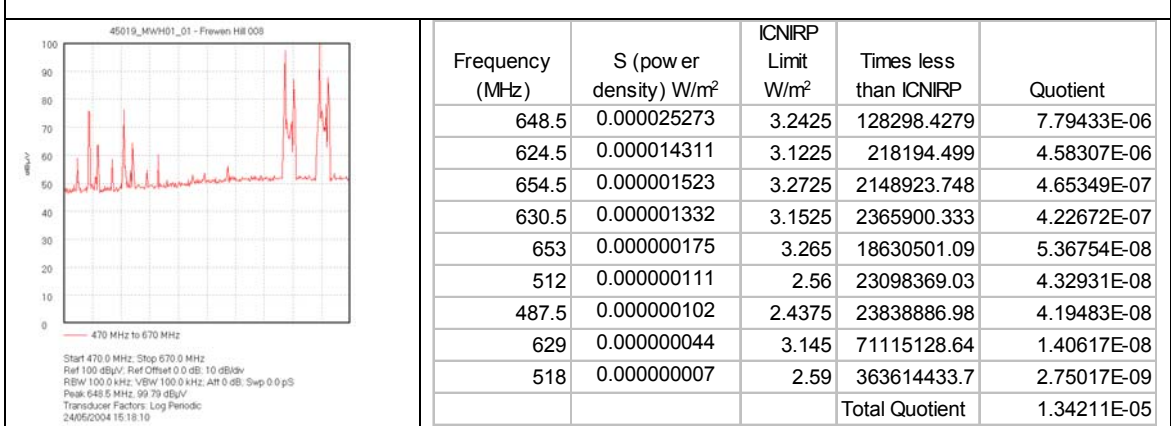 45019_MWH01_01 - Frewen Hill 008
100
90
80
70
60
50
40
30
20
10
0
dBµV
470 MHz to 670 MHz
Start 470.0 MHz; Stop 670.0 MHz
Ref 100 dBµV; Ref Offset 0.0 dB; 10 dB/div
RBW 100.0 kHz; VBW 100.0 kHz; Att 0 dB; Swp 0.0 pS
Peak 648.5 MHz, 99.79 dBµV
Transducer Factors: Log Periodic
24/05/2004 15:18:10
Frequency (MHz) S (power density) W/m² ICNIRP Limit W/m² Times less than ICNIRP Quotient
648.5 0.000025273 3.2425 128298.4279 7.79433E-06
624.5 0.000014311 3.1225 218194.499 4.58307E-06
654.5 0.000001523 3.2725 2148923.748 4.65349E-07
630.5 0.000001332 3.1525 2365900.333 4.22672E-07
653 0.000000175 3.265 18630501.09 5.36754E-08
512 0.000000111 2.56 23098369.03 4.32931E-08
487.5 0.000000102 2.4375 23838886.98 4.19483E-08
629 0.000000044 3.145 71115128.64 1.40617E-08
518 0.000000007 2.59 363614433.7 2.75017E-09
Total Quotient 1.34211E-05